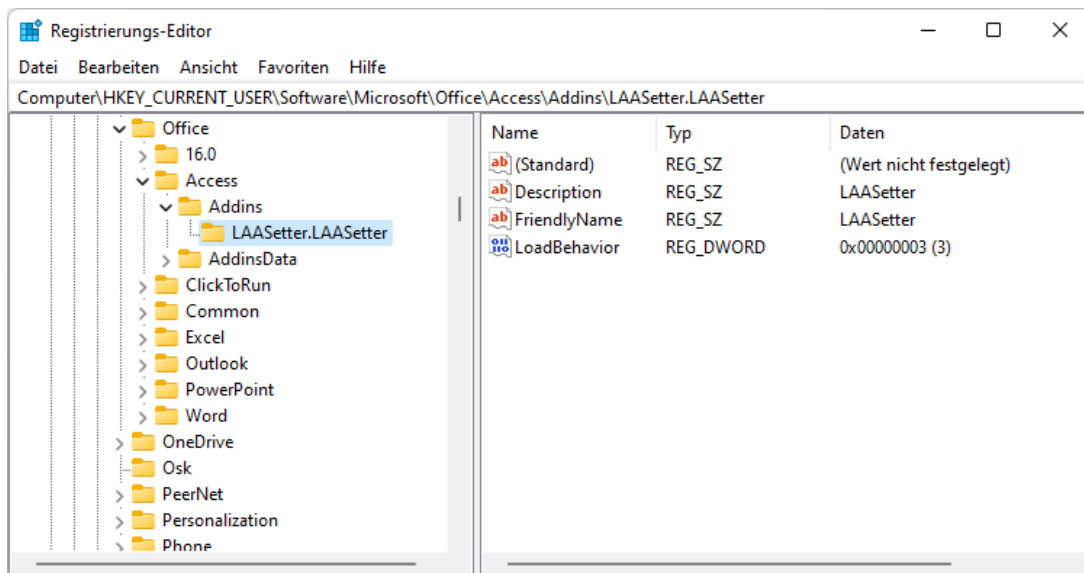 Registrierungs-Editor
Datei Bearbeiten Ansicht Favoriten Hilfe
Computer\HKEY_CURRENT_USER\Software\Microsoft\Office\Access\Addins\LAASetter.LAASetter
Office
16.0
Access
Addins
LAASetter.LAASetter
AddinsData
ClickToRun
Common
Excel
Outlook
PowerPoint
Word
OneDrive
Osk
PeerNet
Personalization
Phone
Name Typ Daten
(Standard) REG_SZ (Wert nicht festgelegt)
Description REG_SZ LAASetter
FriendlyName REG_SZ LAASetter
LoadBehavior REG_DWORD 0x00000003 (3)